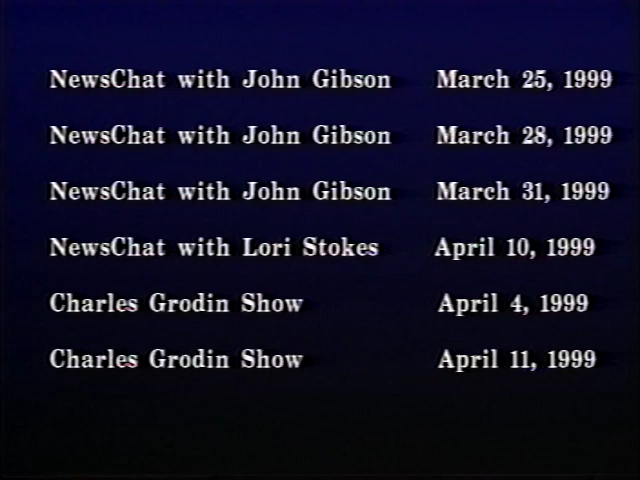 NewsChat with John Gibson March 25, 1999
NewsChat with John Gibson March 28, 1999
NewsChat with John Gibson March 31, 1999
NewsChat with Lori Stokes April 10, 1999
Charles Grodin Show April 4, 1999
Charles Grodin Show April 11, 1999